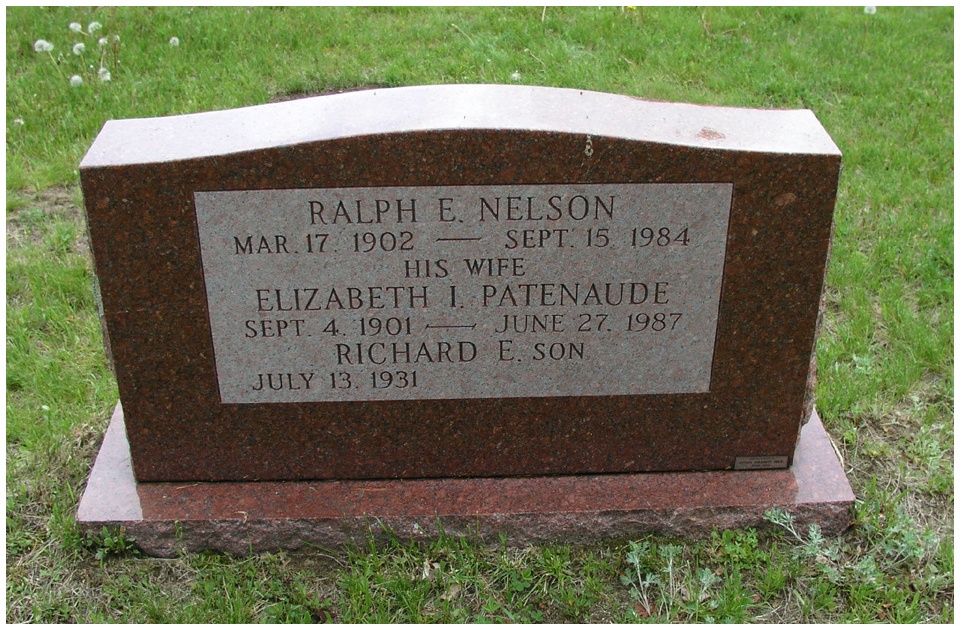 RALPH E. NELSON
MAR. 17. 1902 — SEPT. 15. 1984
HIS WIFE
ELIZABETH I. PATENAUDE
SEPT. 4. 1901 — JUNE 27. 1987
RICHARD E. SON
JULY 13. 1931